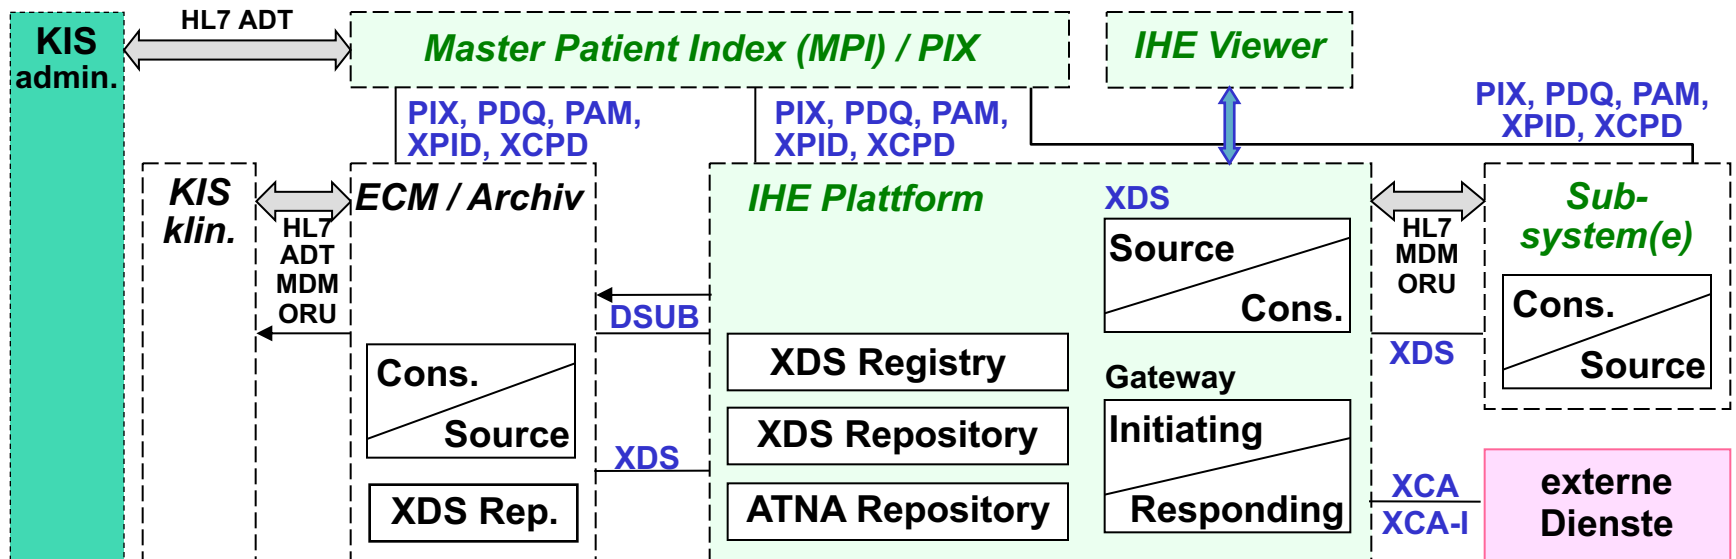 KIS
admin.
HL7 ADT
Master Patient Index (MPI) / PIX
IHE Viewer
PIX, PDQ, PAM,
XPID, XCPD
PIX, PDQ, PAM,
XPID, XCPD
PIX, PDQ, PAM,
XPID, XCPD
KIS
klin.
HL7
ADT
MDM
ORU
ECM / Archiv
Cons.
Source
XDS Rep.
DSUB
XDS
IHE Plattform
XDS Registry
XDS Repository
ATNA Repository
XDS
Source
Cons.
Gateway
Initiating
Responding
HL7
MDM
ORU
XDS
Sub-
system(e)
Cons.
Source
XCA
XCA-I
externe
Dienste